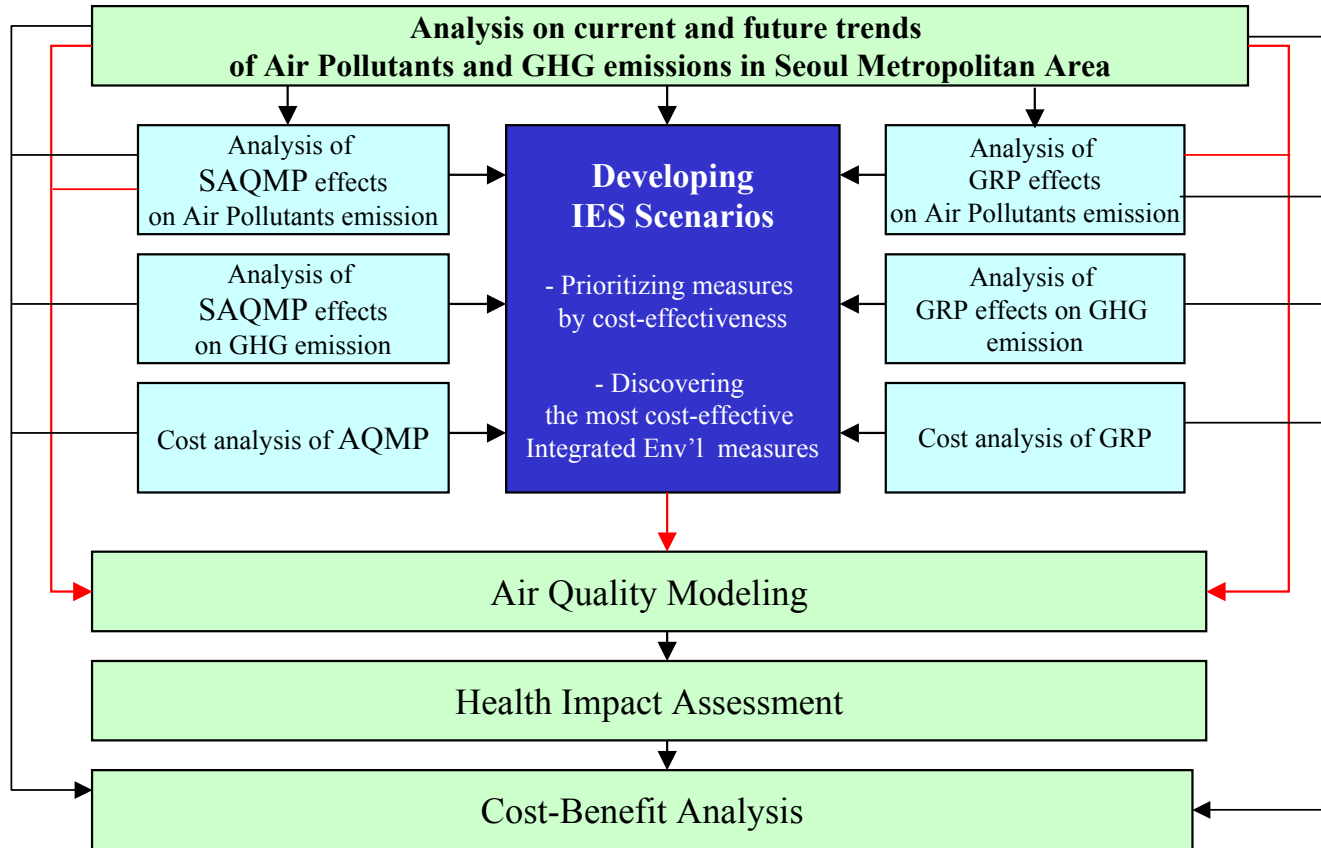 Analysis on current and future trends
of Air Pollutants and GHG emissions in Seoul Metropolitan Area
Analysis of
SAQMP effects
on Air Pollutants emission
Analysis of
SAQMP effects
on GHG emission
Cost analysis of AQMP
Developing
IES Scenarios
- Prioritizing measures
by cost-effectiveness
- Discovering
the most cost-effective
Integrated Env’l measures
Analysis of
GRP effects
on Air Pollutants emission
Analysis of
GRP effects on GHG
emission
Cost analysis of GRP
Air Quality Modeling
Health Impact Assessment
Cost-Benefit Analysis